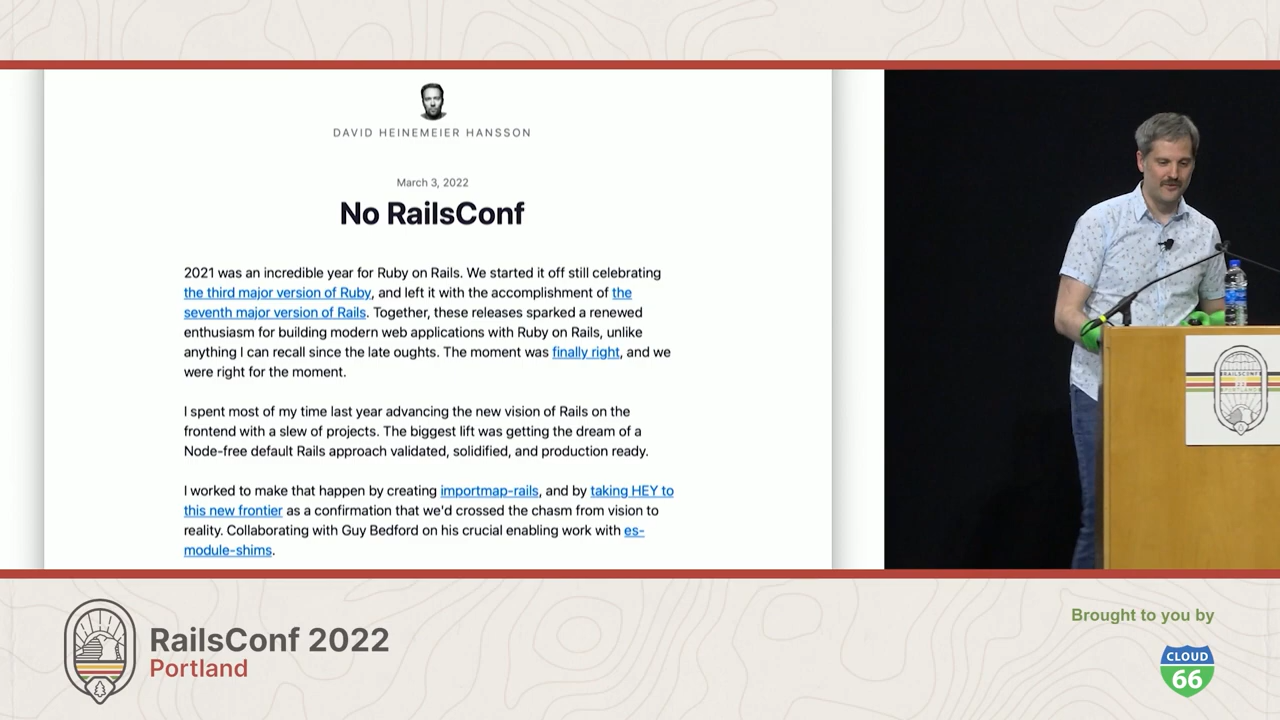 DAVID HEINEMEIER HANSSON
March 3, 2022
No RailsConf
2021 was an incredible year for Ruby on Rails. We started it off still celebrating
the third major version of Ruby, and left it with the accomplishment of the
seventh major version of Rails. Together, these releases sparked a renewed
enthusiasm for building modern web applications with Ruby on Rails, unlike
anything I can recall since the late oughts. The moment was finally right, and we
were right for the moment.
I spent most of my time last year advancing the new vision of Rails on the
frontend with a slew of projects. The biggest lift was getting the dream of a
Node-free default Rails approach validated, solidified, and production ready.
I worked to make that happen by creating importmap-rails, and by taking HEY to
this new frontier as a confirmation that we'd crossed the chasm from vision to
reality. Collaborating with Guy Bedford on his crucial enabling work with es-
module-shims.
RAILSCONF
PORTLAND
RailsConf 2022
Portland
Brought to you by
CLOUD
66